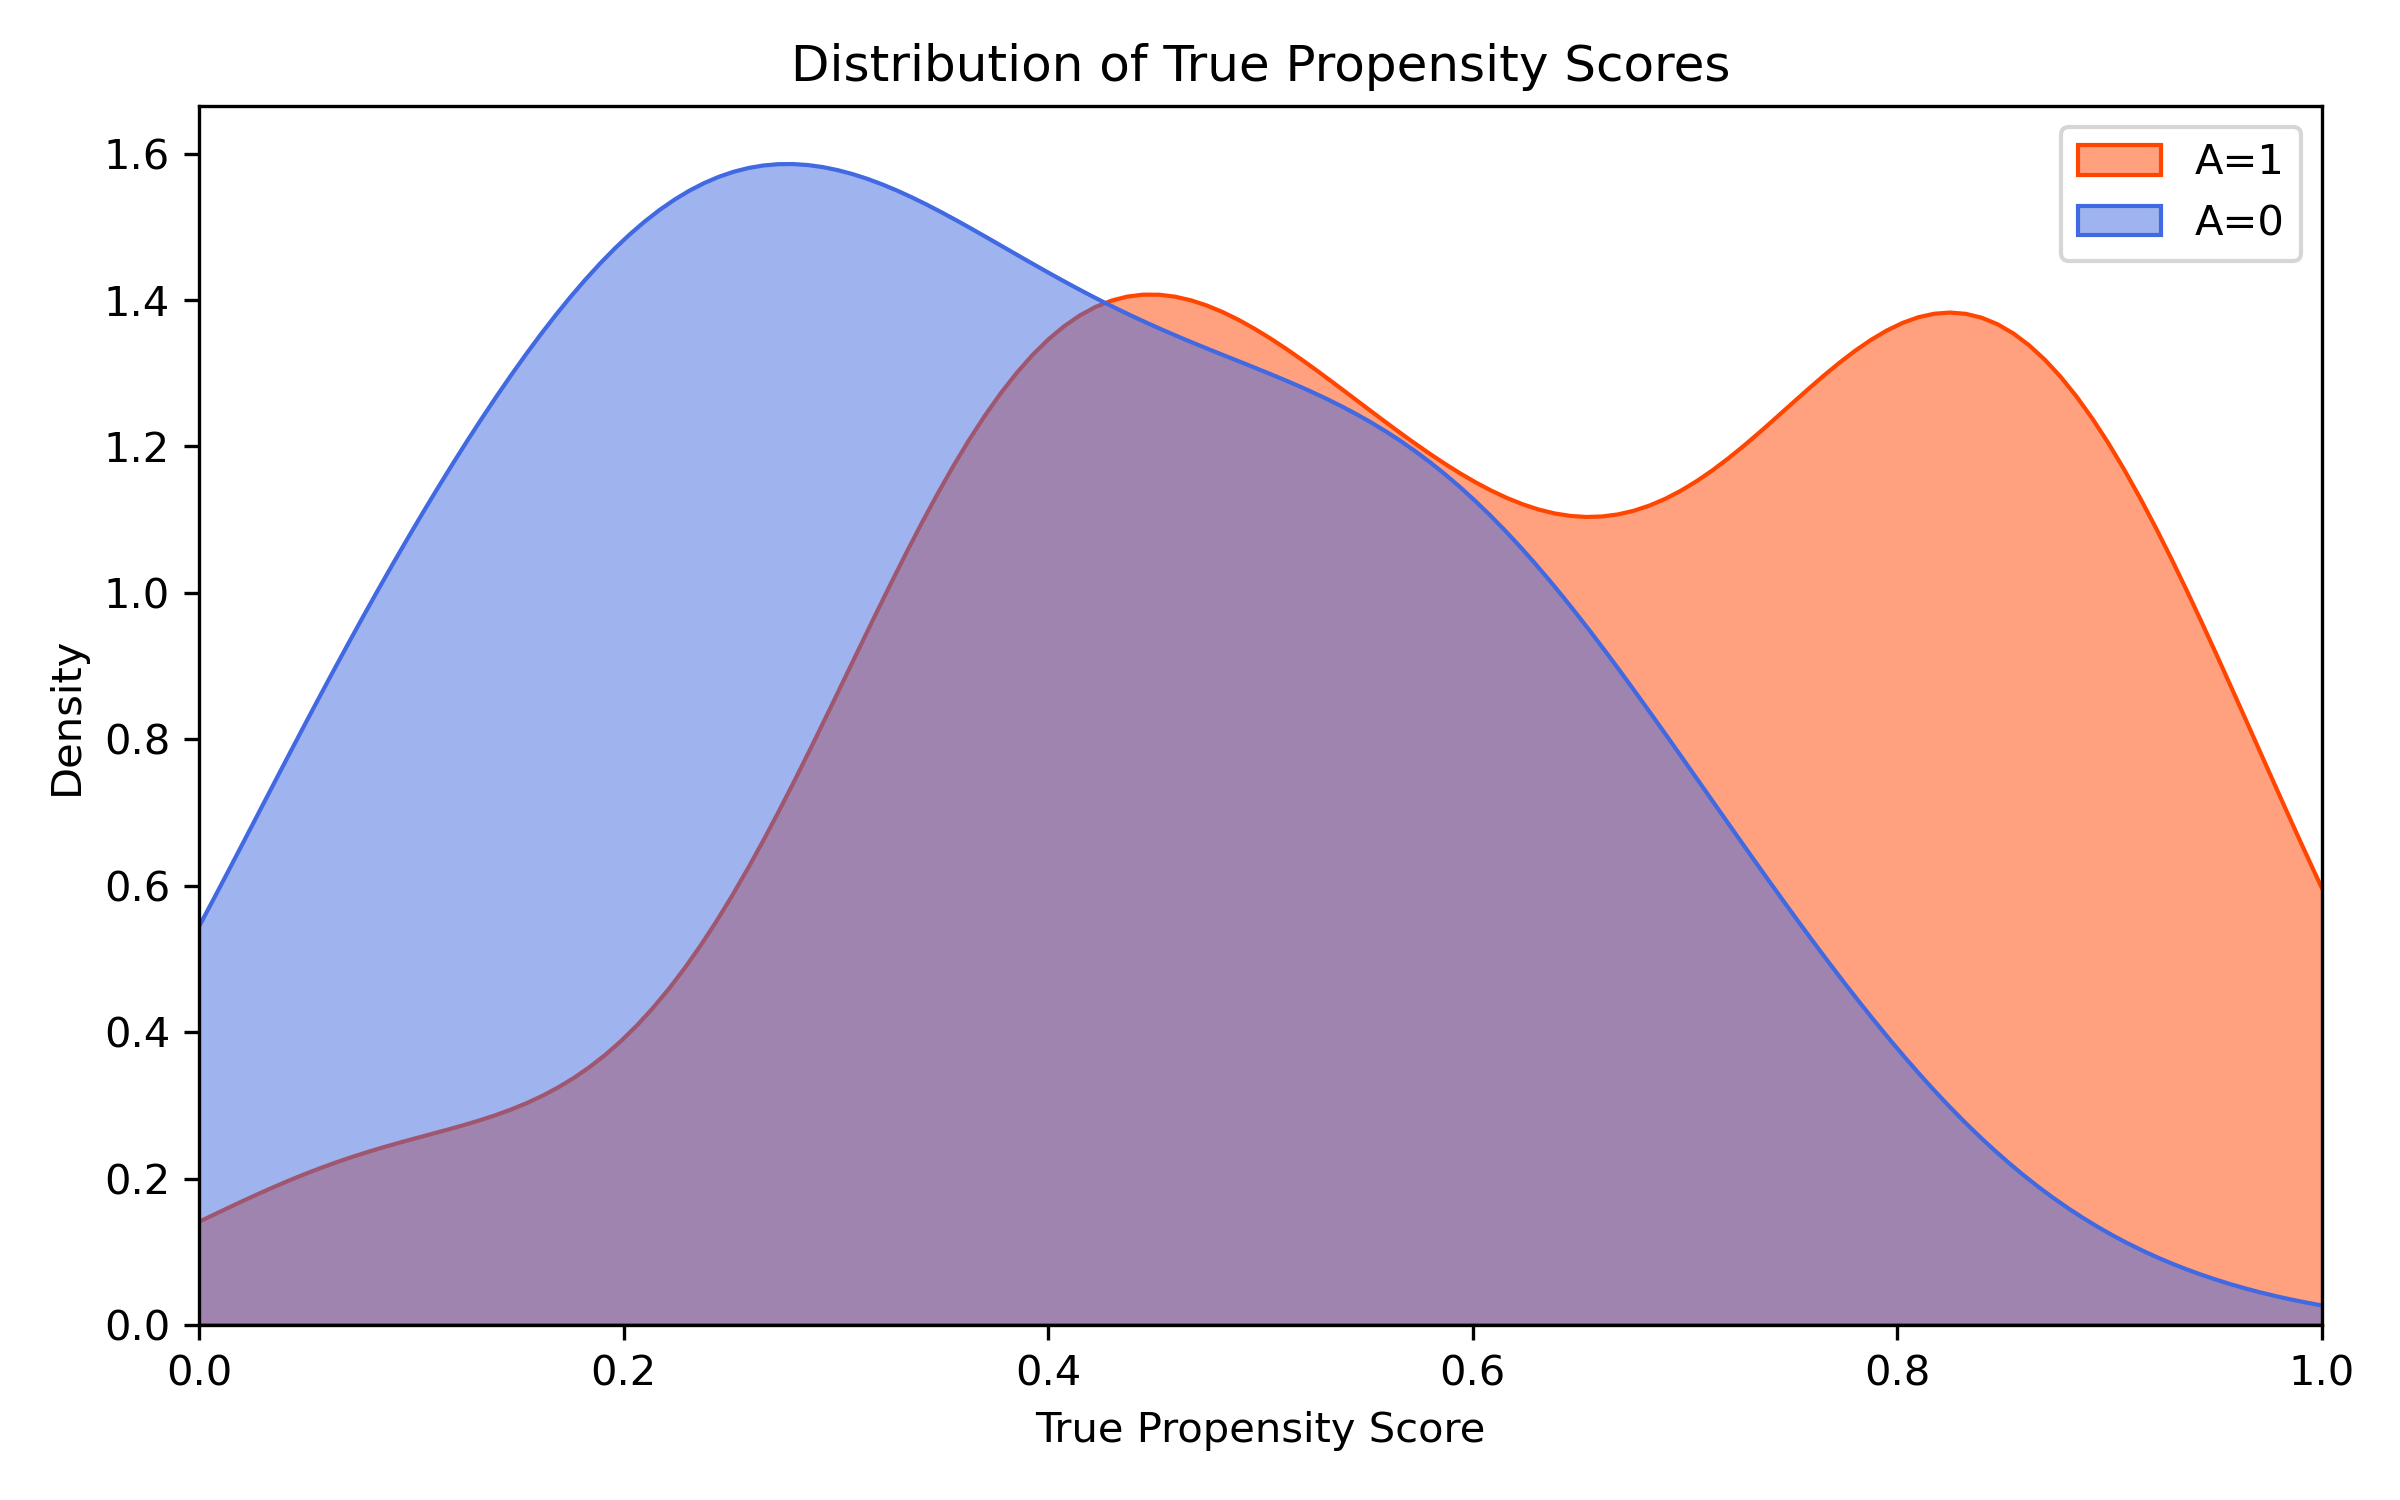 Distribution of True Propensity Scores
A=1
A=0
Density
1.6
1.4
1.2
1.0
0.8
0.6
0.4
0.2
0.0
0.0 0.2 0.4 0.6 0.8 1.0
True Propensity Score